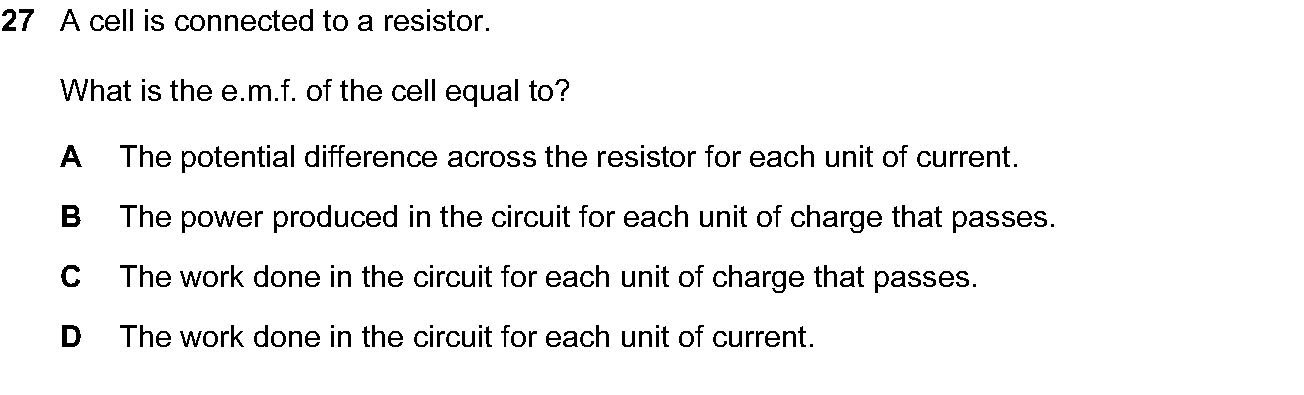 27 A cell is connected to a resistor.
What is the e.m.f. of the cell equal to?
A The potential difference across the resistor for each unit of current.
B The power produced in the circuit for each unit of charge that passes.
C The work done in the circuit for each unit of charge that passes.
D The work done in the circuit for each unit of current.